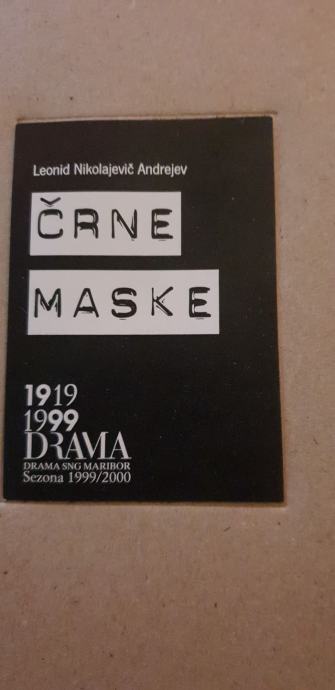 Leonid Nikolajevič Andrejev
ČRNE
MASKE
1919
1999
DRAMA
DRAMA SNG MARIBOR
Sezona 1999/2000